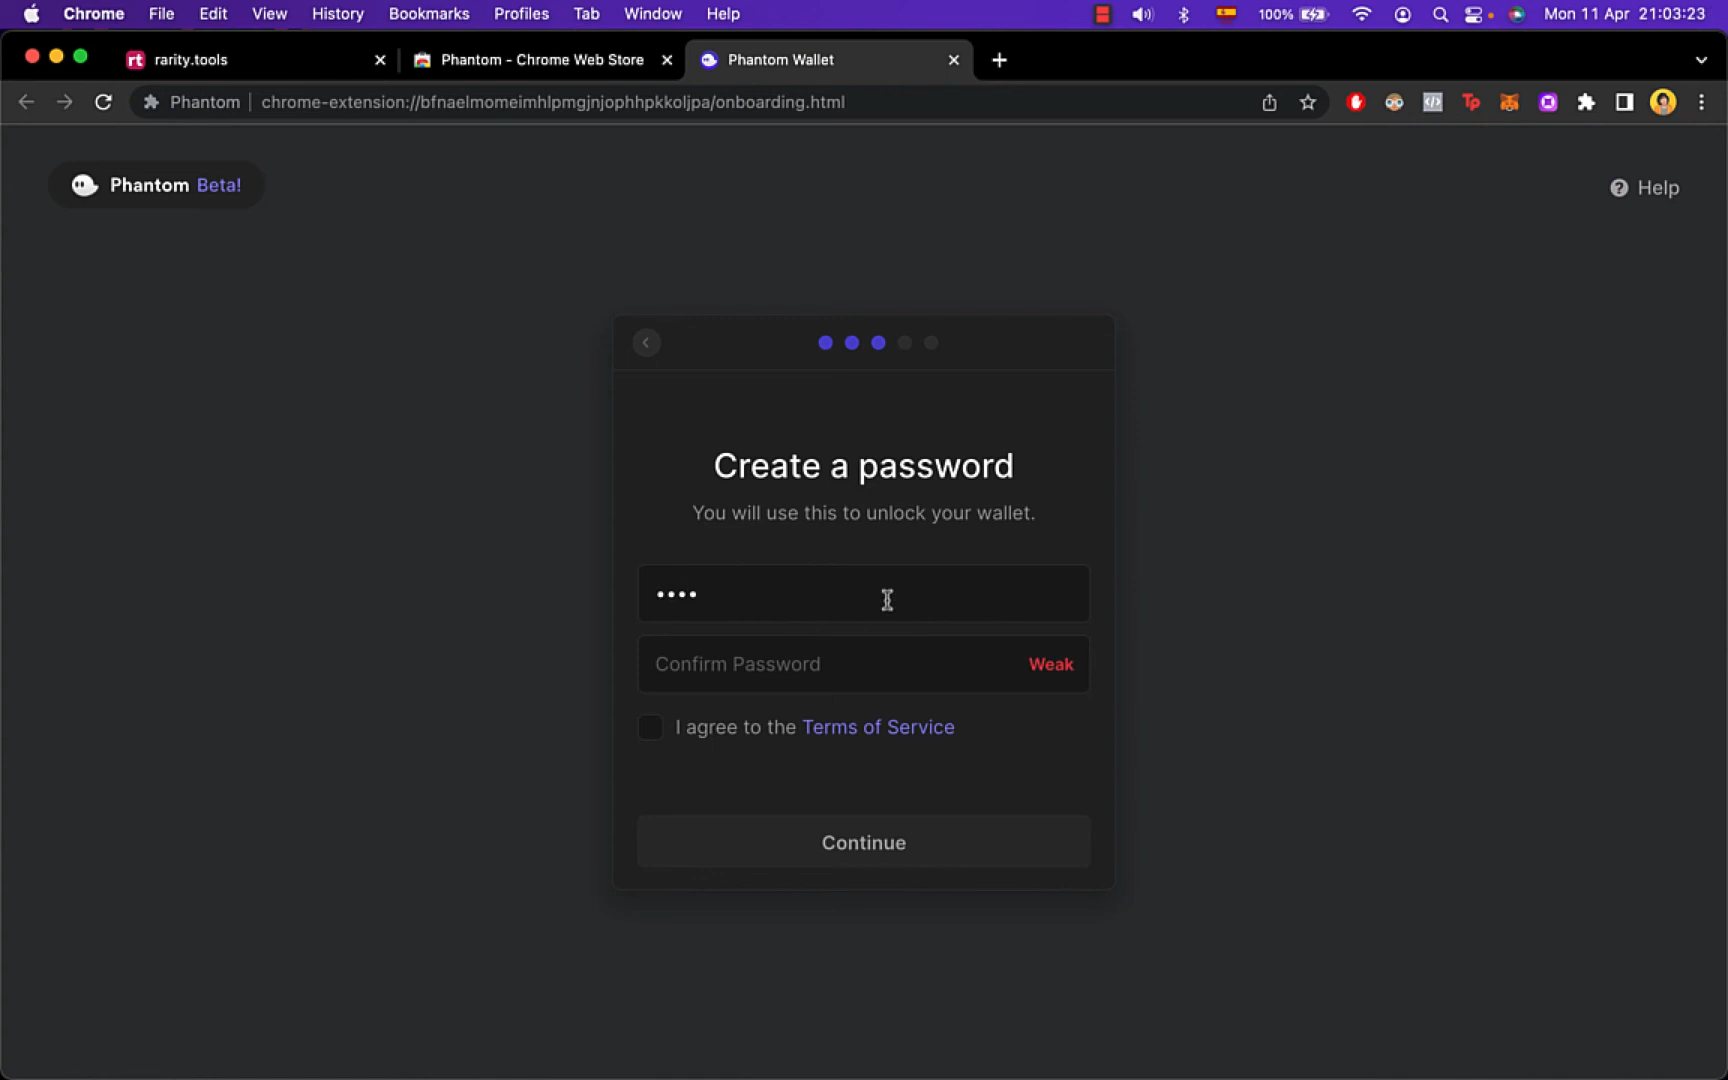 Chrome File Edit View History Bookmarks Profiles Tab Window Help 100% Mon 11 Apr 21:03:23
rt rarity.tools Phantom - Chrome Web Store Phantom Wallet
Phantom chrome-extension://bfnaelmomeimhlpmgjnjophhpkkoljpa/onboarding.html Tp
Phantom Beta! Help
Create a password
You will use this to unlock your wallet.
••••
Confirm Password Weak
I agree to the Terms of Service
Continue